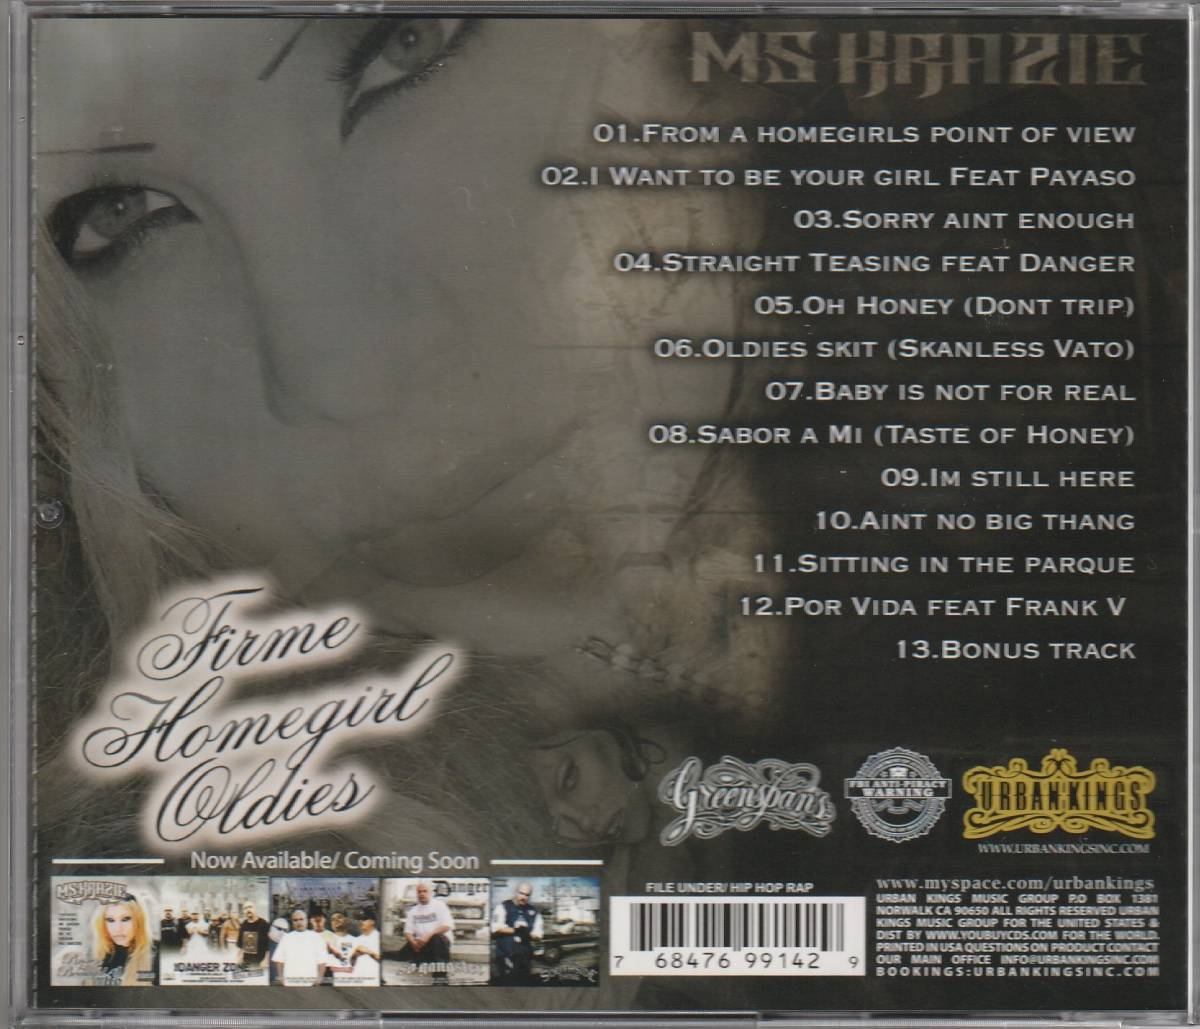 MS KRAZIE
01.FROM A HOMEGIRLS POINT OF VIEW
02.I WANT TO BE YOUR GIRL FEAT PAYASO
03.SORRY AINT ENOUGH
04.STRAIGHT TEASING FEAT DANGER
05.OH HONEY (DONT TRIP)
06.OLDIES SKIT (SKANLESS VATO)
07.BABY IS NOT FOR REAL
08.SABOR A MI (TASTE OF HONEY)
09.IM STILL HERE
10.AINT NO BIG THANG
11.SITTING IN THE PARQUE
12.POR VIDA FEAT FRANK V
13.BONUS TRACK
Firme
Homegirl
Oldies
Greenspan's
WARNING
URBAN KINGS
WWW.URBANKINGSINC.COM
Now Available/ Coming Soon
MS KRAZIE
DANGER ZONE
Danger
FILE UNDER/ HIP HOP RAP
7 68476 99142 9
www.myspace.com/urbankings
URBAN KINGS MUSIC GROUP P.O BOX 1381
NORWALK CA 90650 ALL RIGHTS RESERVED URBAN
KINGS MUSIC GROUP FOR THE UNITED STATES &
DIST BY WWW.YOUBUYCDS.COM FOR THE WORLD.
PRINTED IN USA QUESTIONS ON PRODUCT CONTACT
OUR MAIN OFFICE INFO@URBANKINGSINC.COM
BOOKINGS:URBANKINGSINC.COM